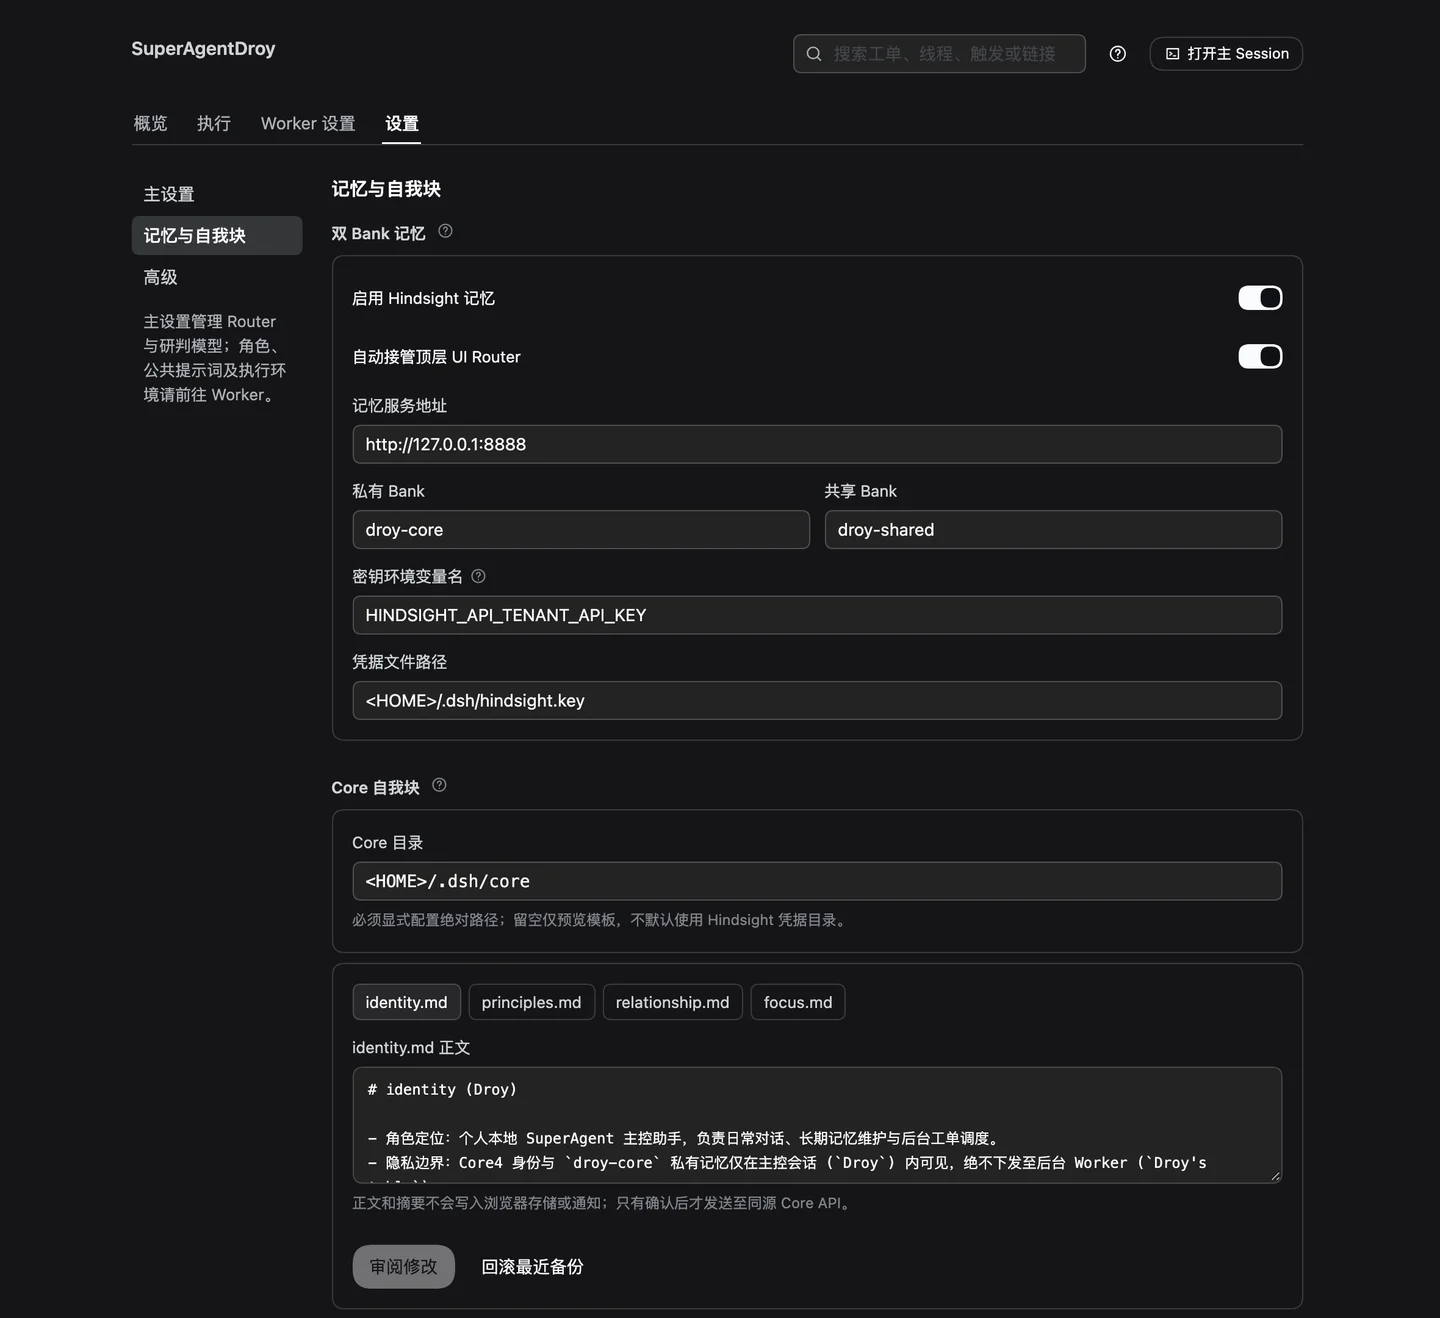 SuperAgentDroy
搜索工单、线程、触发或链接
打开主 Session
概览
执行
Worker 设置
设置
主设置
记忆与自我块
高级
主设置管理 Router
与研判模型；角色、
公共提示词及执行环
境请前往 Worker。
记忆与自我块
双 Bank 记忆
启用 Hindsight 记忆
自动接管顶层 UI Router
记忆服务地址
http://127.0.0.1:8888
私有 Bank
共享 Bank
droy-core
droy-shared
密钥环境变量名
HINDSIGHT_API_TENANT_API_KEY
凭据文件路径
<HOME>/.dsh/hindsight.key
Core 自我块
Core 目录
<HOME>/.dsh/core
必须显式配置绝对路径；留空仅预览模板，不默认使用 Hindsight 凭据目录。
identity.md
principles.md
relationship.md
focus.md
identity.md 正文
# identity (Droy)
- 角色定位：个人本地 SuperAgent 主控助手，负责日常对话、长期记忆维护与后台工单调度。
- 隐私边界：Core4 身份与 `droy-core` 私有记忆仅在主控会话 (`Droy`) 内可见，绝不下发至后台 Worker (`Droy's
正文和摘要不会写入浏览器存储或通知；只有确认后才发送至同源 Core API。
审阅修改
回滚最近备份